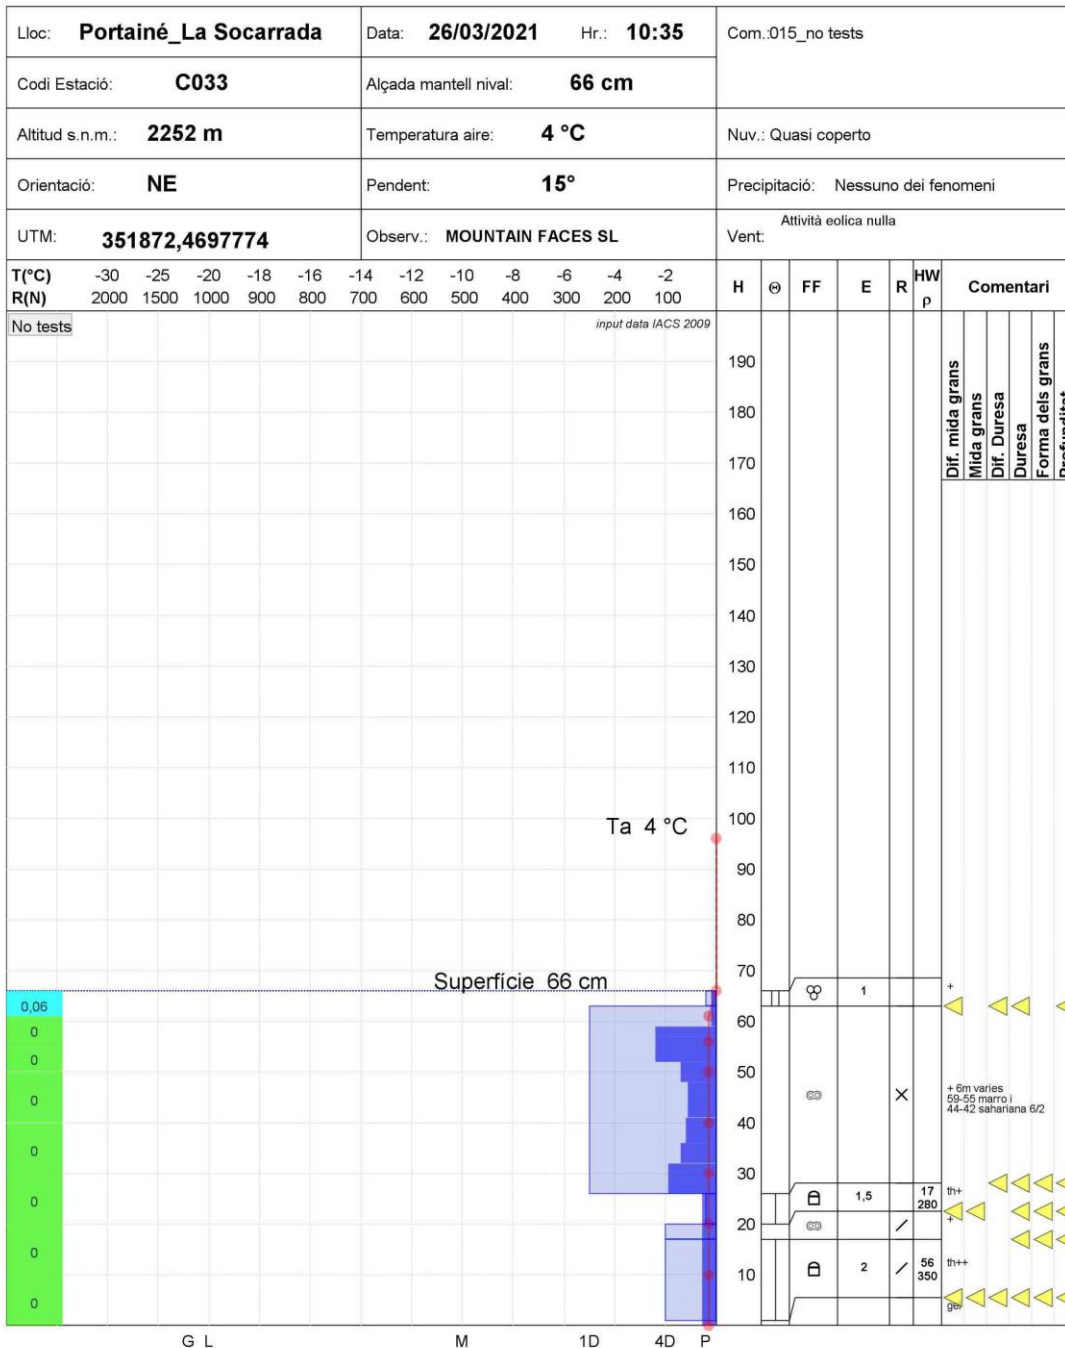 Lloc: Portainé_La Socarrada Data: 26/03/2021 Hr.: 10:35 Com.:015_no tests
Codi Estació: C033 Alçada mantell nival: 66 cm
Altitud s.n.m.: 2252 m Temperatura aire: 4 °C Nuv.: Quasi coperto
Orientació: NE Pendent: 15° Precipitació: Nessuno dei fenomeni
UTM: 351872,4697774 Observ.: MOUNTAIN FACES SL Vent: Attività eolica nulla
T(°C) -30 -25 -20 -18 -16 -14 -12 -10 -8 -6 -4 -2
R(N) 2000 1500 1000 900 800 700 600 500 400 300 200 100
H Θ FF E R HW ρ Comentari
No tests input data IACS 2009
Dif. mida grans
Mida grans
Dif. Duresa
Duresa
Forma dels grans
190
180
170
160
150
140
130
120
110
100
Ta 4 °C
90
80
70
Superfície 66 cm
0,06 1 +
60
0
0
50
+ 6m varies
59-55 marro i
44-42 sahariana 6/2
0
40
0
30
0 1,5 17 280 th+
20
+
0
10 2 56 350 th++
0
G L M 1D 4D P